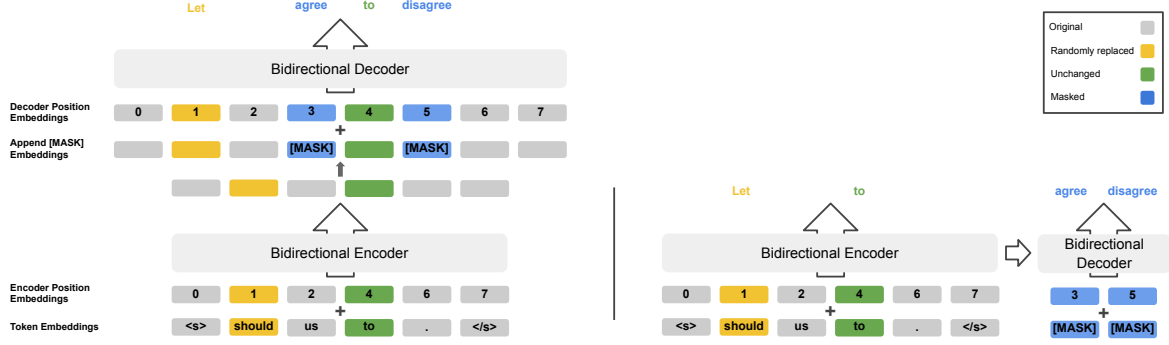 Let agree to disagree
Bidirectional Decoder
Decoder Position
Embeddings
0 1 2 3 4 5 6 7
+
Append [MASK]
Embeddings
[MASK] [MASK]
Bidirectional Encoder
Encoder Position
Embeddings
0 1 2 4 6 7
+
Token Embeddings
<s> should us to . </s>
Original
Randomly replaced
Unchanged
Masked
Let to
agree disagree
Bidirectional Encoder
Bidirectional
Decoder
0 1 2 4 6 7
+
<s> should us to . </s>
3 5
+
[MASK] [MASK]